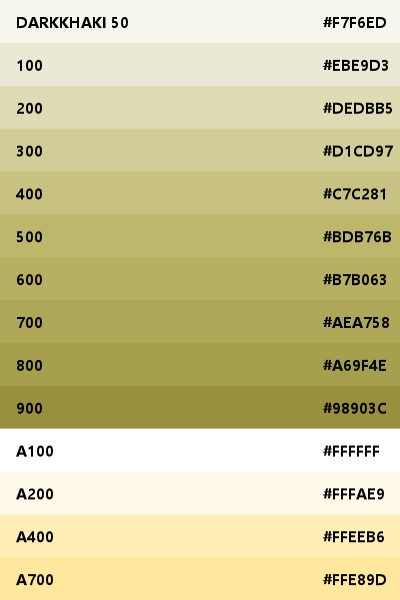 DARKKHAKI 50 #F7F6ED
100 #EBE9D3
200 #DEDBB5
300 #D1CD97
400 #C7C281
500 #BDB76B
600 #B7B063
700 #AEA758
800 #A69F4E
900 #98903C
A100 #FFFFFF
A200 #FFFAE9
A400 #FFEEB6
A700 #FFE89D